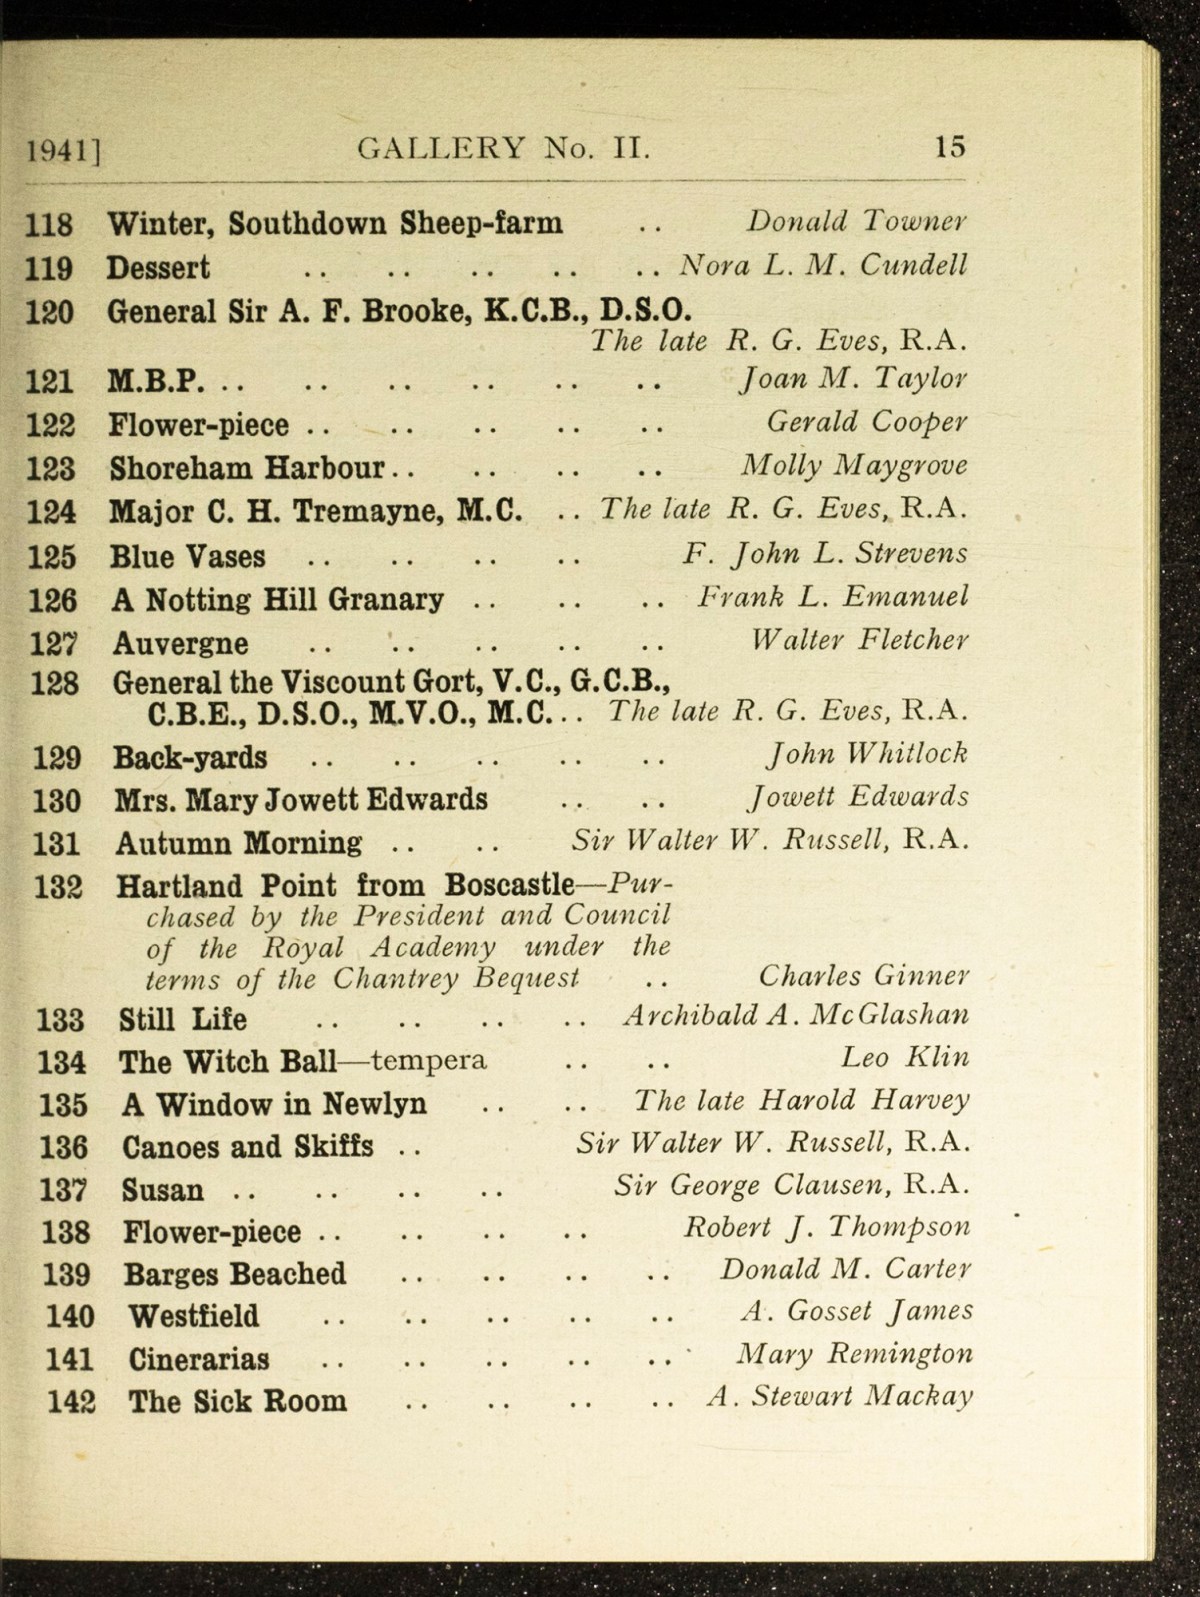 1941] GALLERY No. II. 15
118 Winter, Southdown Sheep-farm .. Donald Towner
119 Dessert .. .. .. .. .. Nora L. M. Cundell
120 General Sir A. F. Brooke, K.C.B., D.S.O.
The late R. G. Eves, R.A.
121 M.B.P. .. .. .. .. .. .. Joan M. Taylor
122 Flower-piece .. .. .. .. .. Gerald Cooper
123 Shoreham Harbour .. .. .. .. Molly Maygrove
124 Major C. H. Tremayne, M.C. .. The late R. G. Eves, R.A.
125 Blue Vases .. .. .. .. F. John L. Strevens
126 A Notting Hill Granary .. .. .. Frank L. Emanuel
127 Auvergne .. .. .. .. .. Walter Fletcher
128 General the Viscount Gort, V.C., G.C.B.,
C.B.E., D.S.O., M.V.O., M.C. .. The late R. G. Eves, R.A.
129 Back-yards .. .. .. .. .. John Whitlock
130 Mrs. Mary Jowett Edwards .. .. Jowett Edwards
131 Autumn Morning .. .. Sir Walter W. Russell, R.A.
132 Hartland Point from Boscastle—Pur-
chased by the President and Council
of the Royal Academy under the
terms of the Chantrey Bequest .. Charles Ginner
133 Still Life .. .. .. .. Archibald A. McGlashan
134 The Witch Ball—tempera .. .. Leo Klin
135 A Window in Newlyn .. .. The late Harold Harvey
136 Canoes and Skiffs .. Sir Walter W. Russell, R.A.
137 Susan .. .. .. .. Sir George Clausen, R.A.
138 Flower-piece .. .. .. .. Robert J. Thompson
139 Barges Beached .. .. .. .. Donald M. Carter
140 Westfield .. .. .. .. .. A. Gosset James
141 Cinerarias .. .. .. .. .. Mary Remington
142 The Sick Room .. .. .. .. A. Stewart Mackay